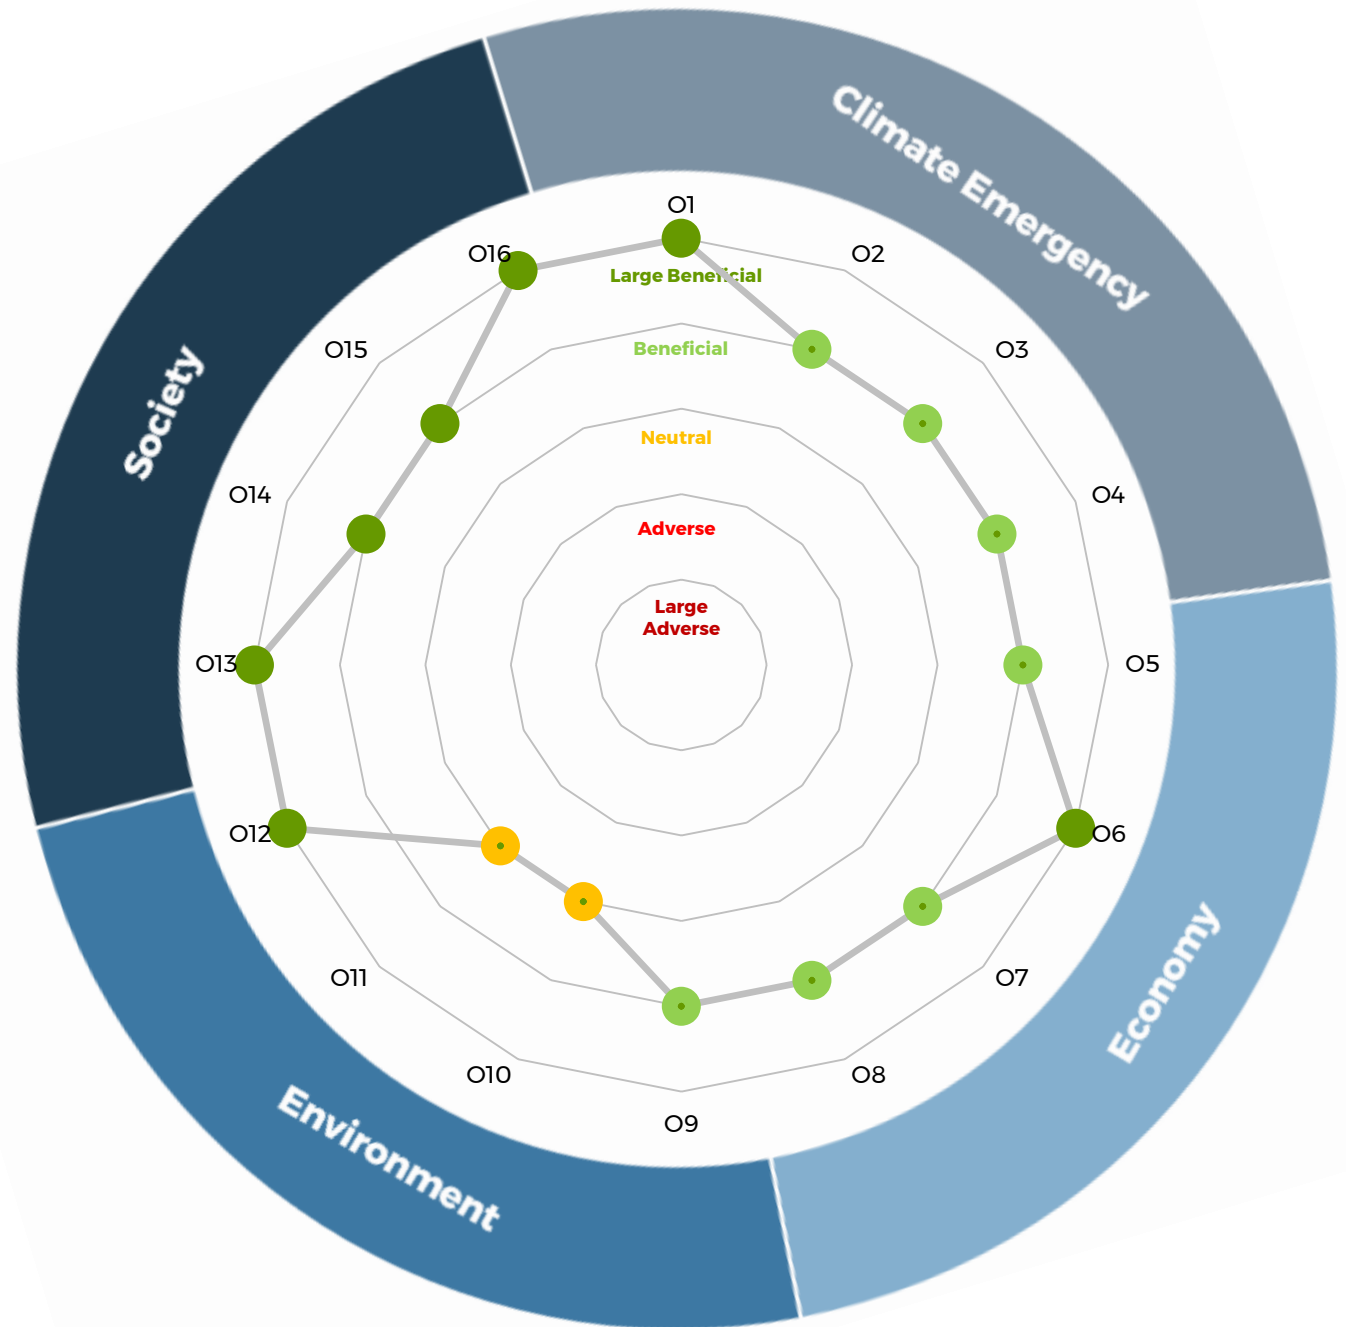 Climate Emergency
Society
Economy
Environment
O1
O2
O3
O4
O5
O6
O7
O8
O9
O10
O11
O12
O13
O14
O15
O16
Large Beneficial
Beneficial
Neutral
Adverse
Large
Adverse